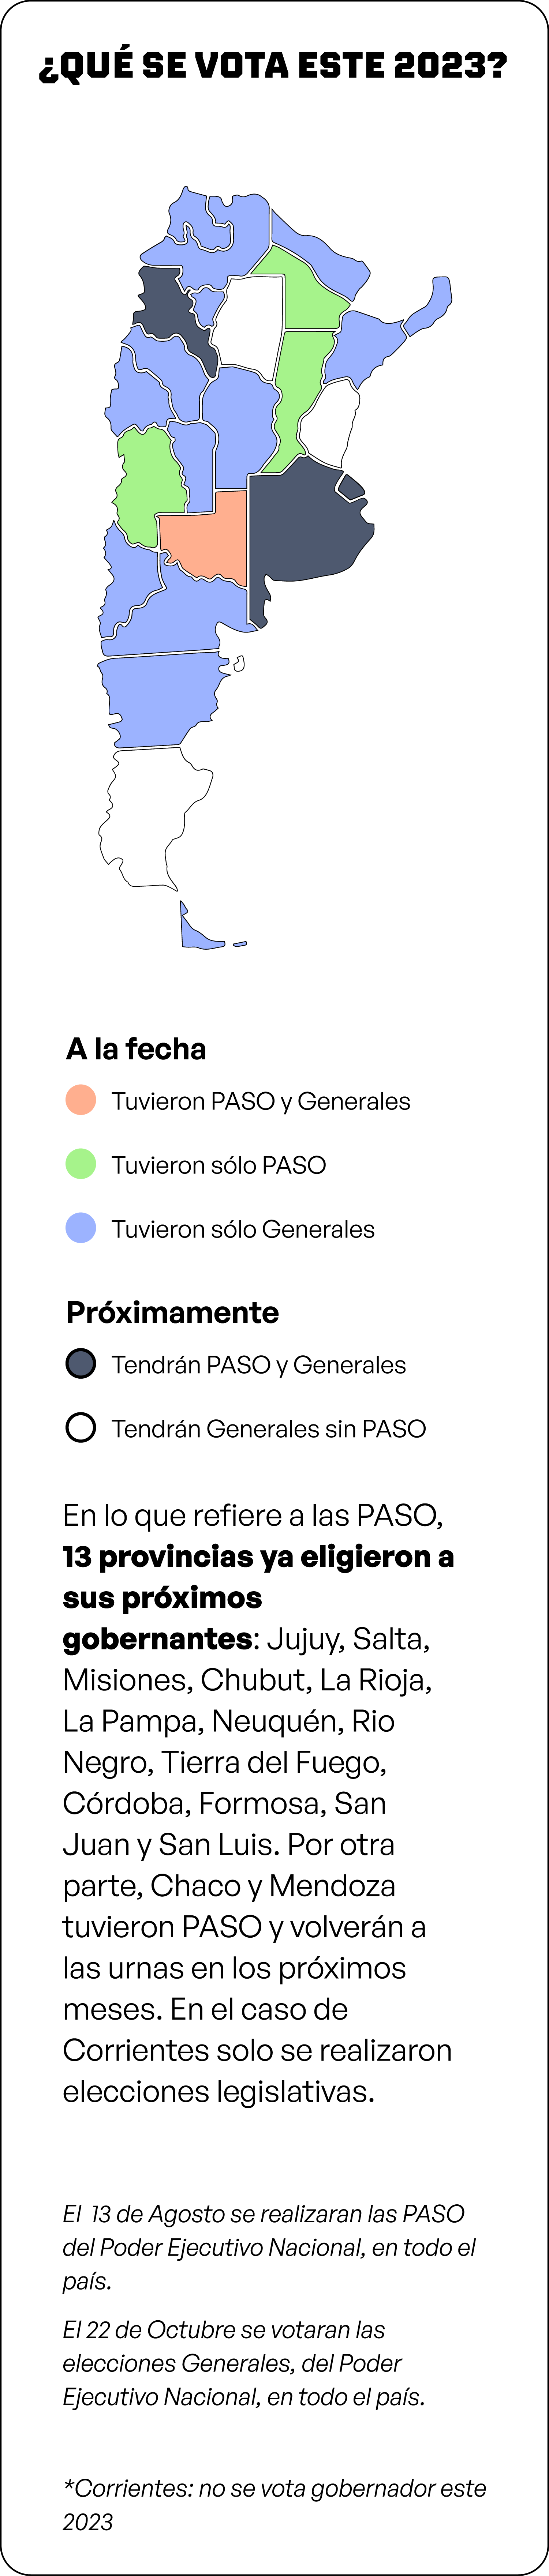 ¿QUÉ SE VOTA ESTE 2023?
A la fecha
Tuvieron PASO y Generales
Tuvieron sólo PASO
Tuvieron sólo Generales
Próximamente
Tendrán PASO y Generales
Tendrán Generales sin PASO
En lo que refiere a las PASO,
13 provincias ya eligieron a
sus próximos
gobernantes: Jujuy, Salta,
Misiones, Chubut, La Rioja,
La Pampa, Neuquén, Rio
Negro, Tierra del Fuego,
Córdoba, Formosa, San
Juan y San Luis. Por otra
parte, Chaco y Mendoza
tuvieron PASO y volverán a
las urnas en los próximos
meses. En el caso de
Corrientes solo se realizaron
elecciones legislativas.
El 13 de Agosto se realizaran las PASO
del Poder Ejecutivo Nacional, en todo el
país.
El 22 de Octubre se votaran las
elecciones Generales, del Poder
Ejecutivo Nacional, en todo el país.
*Corrientes: no se vota gobernador este
2023